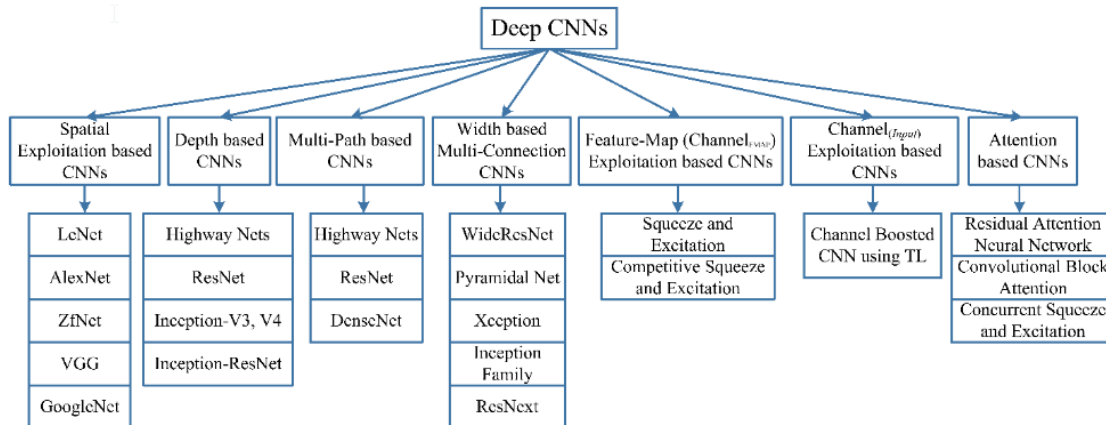 Deep CNNs
Spatial
Exploitation based
CNNs
Depth based
CNNs
Multi-Path based
CNNs
Width based
Multi-Connection
CNNs
Feature-Map (Channel FMAP)
Exploitation based CNNs
Channel(Input)
Exploitation based
CNNs
Attention
based CNNs
LeNet
AlexNet
ZfNet
VGG
GoogleNet
Highway Nets
ResNet
Inception-V3, V4
Inception-ResNet
Highway Nets
ResNet
DenseNet
WideResNet
Pyramidal Net
Xception
Inception
Family
ResNext
Squeeze and
Excitation
Competitive Squeeze
and Excitation
Channel Boosted
CNN using TL
Residual Attention
Neural Network
Convolutional Block
Attention
Concurrent Squeeze
and Excitation